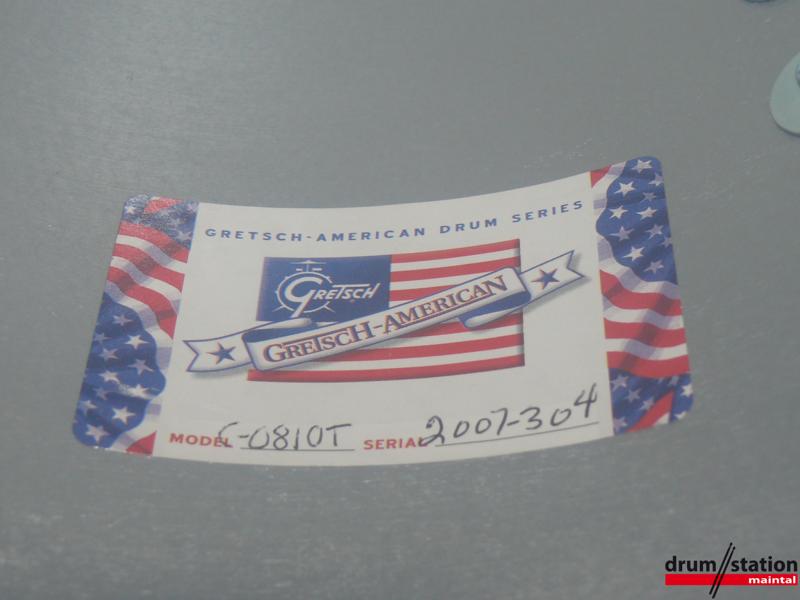 GRETSCH-AMERICAN DRUM SERIES
GRETSCH
GRETSCH-AMERICAN
MODEL C-0810T SERIAL 2007-304
drum//station
maintal